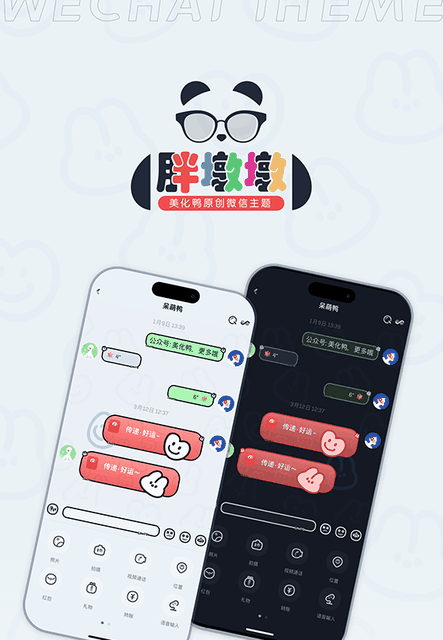 WECHAT THEME
胖墩墩
美化鸭原创微信主题
呆萌鸭
1月9日 13:39
公众号: 美化鸭，更多哦
4"
6"
9月12日 12:37
传递·好运~
传递·好运~
照片
拍摄
视频通话
位置
红包
礼物
转账
语音输入
呆萌鸭
1月9日 13:39
公众号: 美化鸭，更多哦
4"
6"
9月12日 12:37
传递·好运~
传递·好运~
照片
拍摄
视频通话
位置
红包
礼物
转账
语音输入